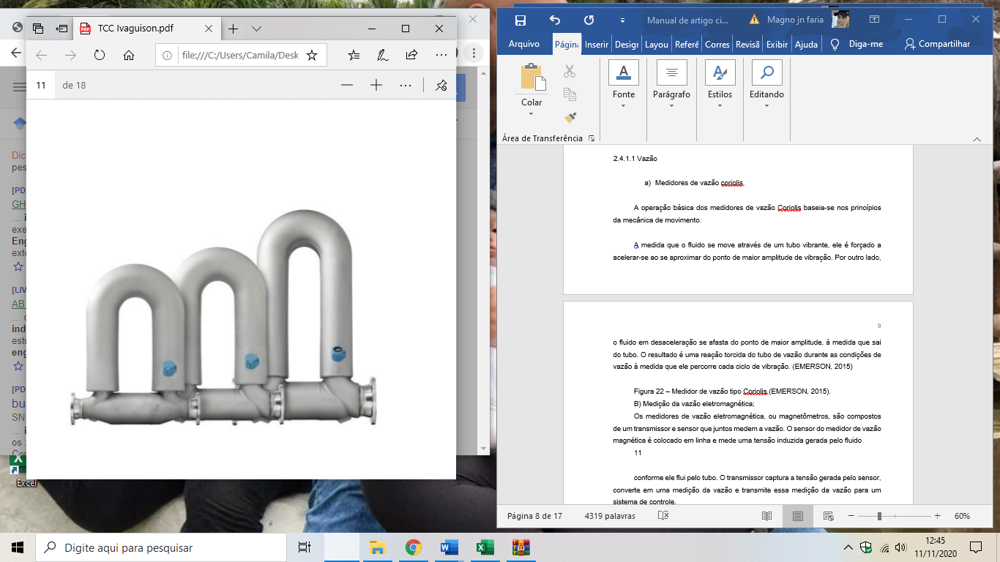 TCC Ivaguison.pdf
file:///C:/Users/Camila/Desk
11 de 18
Dica
pes
[PD
GH
... i
exe
Eng
exte
[LIV
AB
ind
estu
eng
[PD
bu
SN
... i
os
Excel
Manual de artigo ci...
Magno jn faria
Arquivo
Página
Inserir
Design
Layou
Referê
Corres
Revisã
Exibir
Ajuda
Diga-me
Compartilhar
Colar
Fonte
Parágrafo
Estilos
Editando
Área de Transferência
2.4.1.1 Vazão
a) Medidores de vazão coriolis.
A operação básica dos medidores de vazão Coriolis baseia-se nos princípios
da mecânica de movimento.
A medida que o fluido se move através de um tubo vibrante, ele é forçado a
acelerar-se ao se aproximar do ponto de maior amplitude de vibração. Por outro lado,
9
o fluido em desaceleração se afasta do ponto de maior amplitude, à medida que sai
do tubo. O resultado é uma reação torcida do tubo de vazão durante as condições de
vazão à medida que ele percorre cada ciclo de vibração. (EMERSON, 2015)
Figura 22 – Medidor de vazão tipo Coriolis (EMERSON, 2015).
B) Medição da vazão eletromagnética;
Os medidores de vazão eletromagnética, ou magnetômetros, são compostos
de um transmissor e sensor que juntos medem a vazão. O sensor do medidor de vazão
magnética é colocado em linha e mede uma tensão induzida gerada pelo fluido
11
conforme ele flui pelo tubo. O transmissor captura a tensão gerada pelo sensor,
converte em uma medição da vazão e transmite essa medição da vazão para um
sistema de controle.
Página 8 de 17
4319 palavras
60%
Digite aqui para pesquisar
12:45
11/11/2020